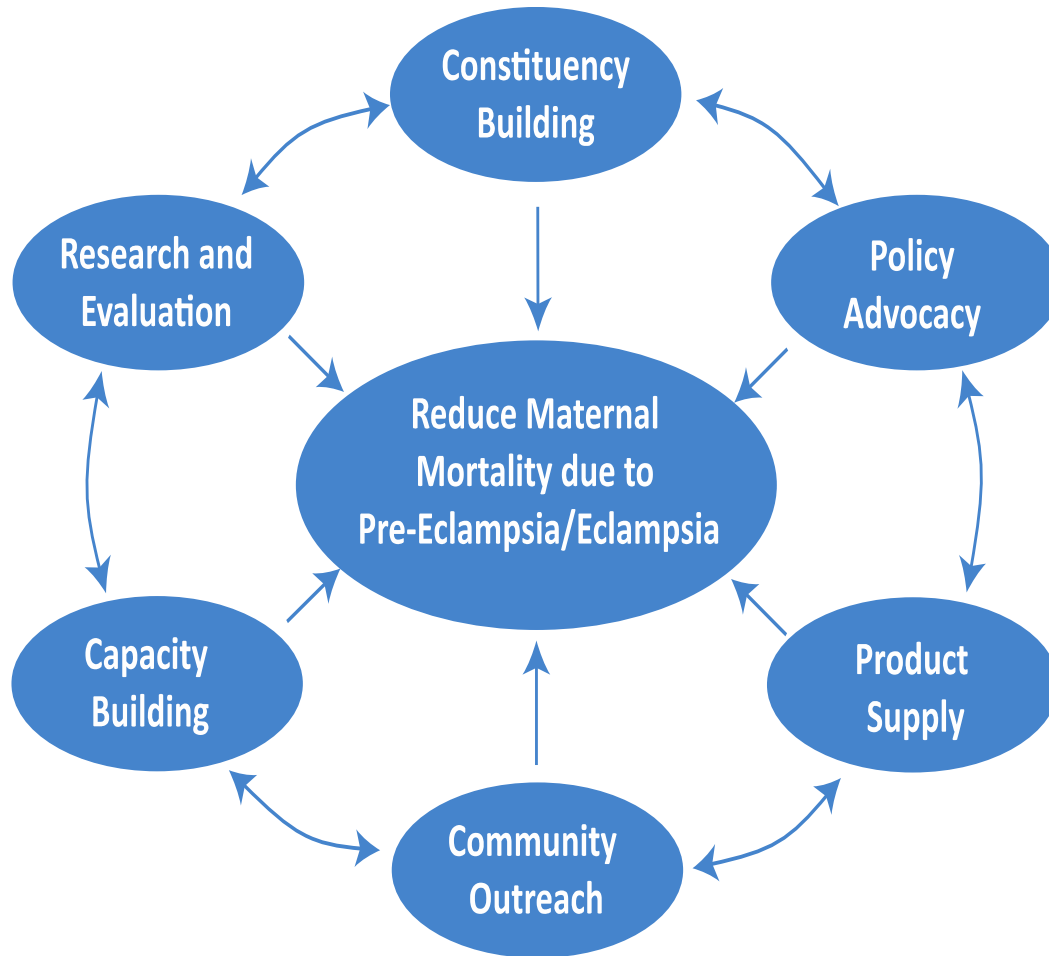 Constituency
Building
Research and
Evaluation
Policy
Advocacy
Reduce Maternal
Mortality due to
Pre-Eclampsia/Eclampsia
Capacity
Building
Product
Supply
Community
Outreach